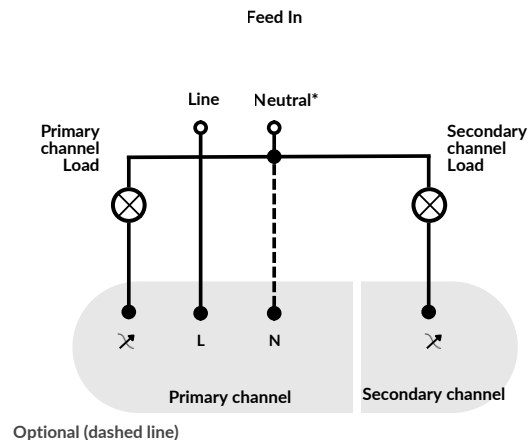 Feed In
Line
Neutral*
Primary
channel
Load
Secondary
channel
Load
L
N
Primary channel
Secondary channel
Optional (dashed line)